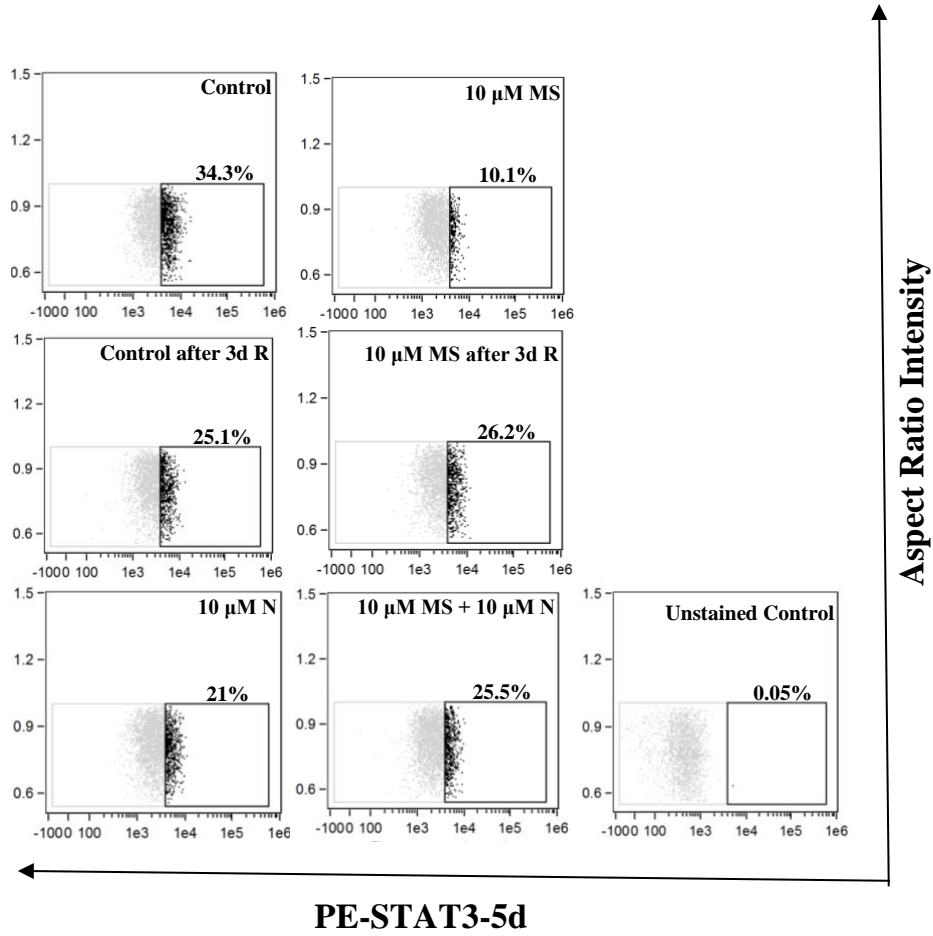 Control
34.3%
1.5
1.2
0.9
0.6
-1000 100 1e3 1e4 1e5 1e6
10 µM MS
10.1%
1.5
1.2
0.9
0.6
-1000 100 1e3 1e4 1e5 1e6
Control after 3d R
25.1%
1.5
1.2
0.9
0.6
-1000 100 1e3 1e4 1e5 1e6
10 µM MS after 3d R
26.2%
1.5
1.2
0.9
0.6
-1000 100 1e3 1e4 1e5 1e6
10 µM N
21%
1.5
1.2
0.9
0.6
-1000 100 1e3 1e4 1e5 1e6
10 µM MS + 10 µM N
25.5%
1.5
1.2
0.9
0.6
-1000 100 1e3 1e4 1e5 1e6
Unstained Control
0.05%
1.5
1.2
0.9
0.6
-1000 100 1e3 1e4 1e5 1e6
Aspect Ratio Intensity
PE-STAT3-5d